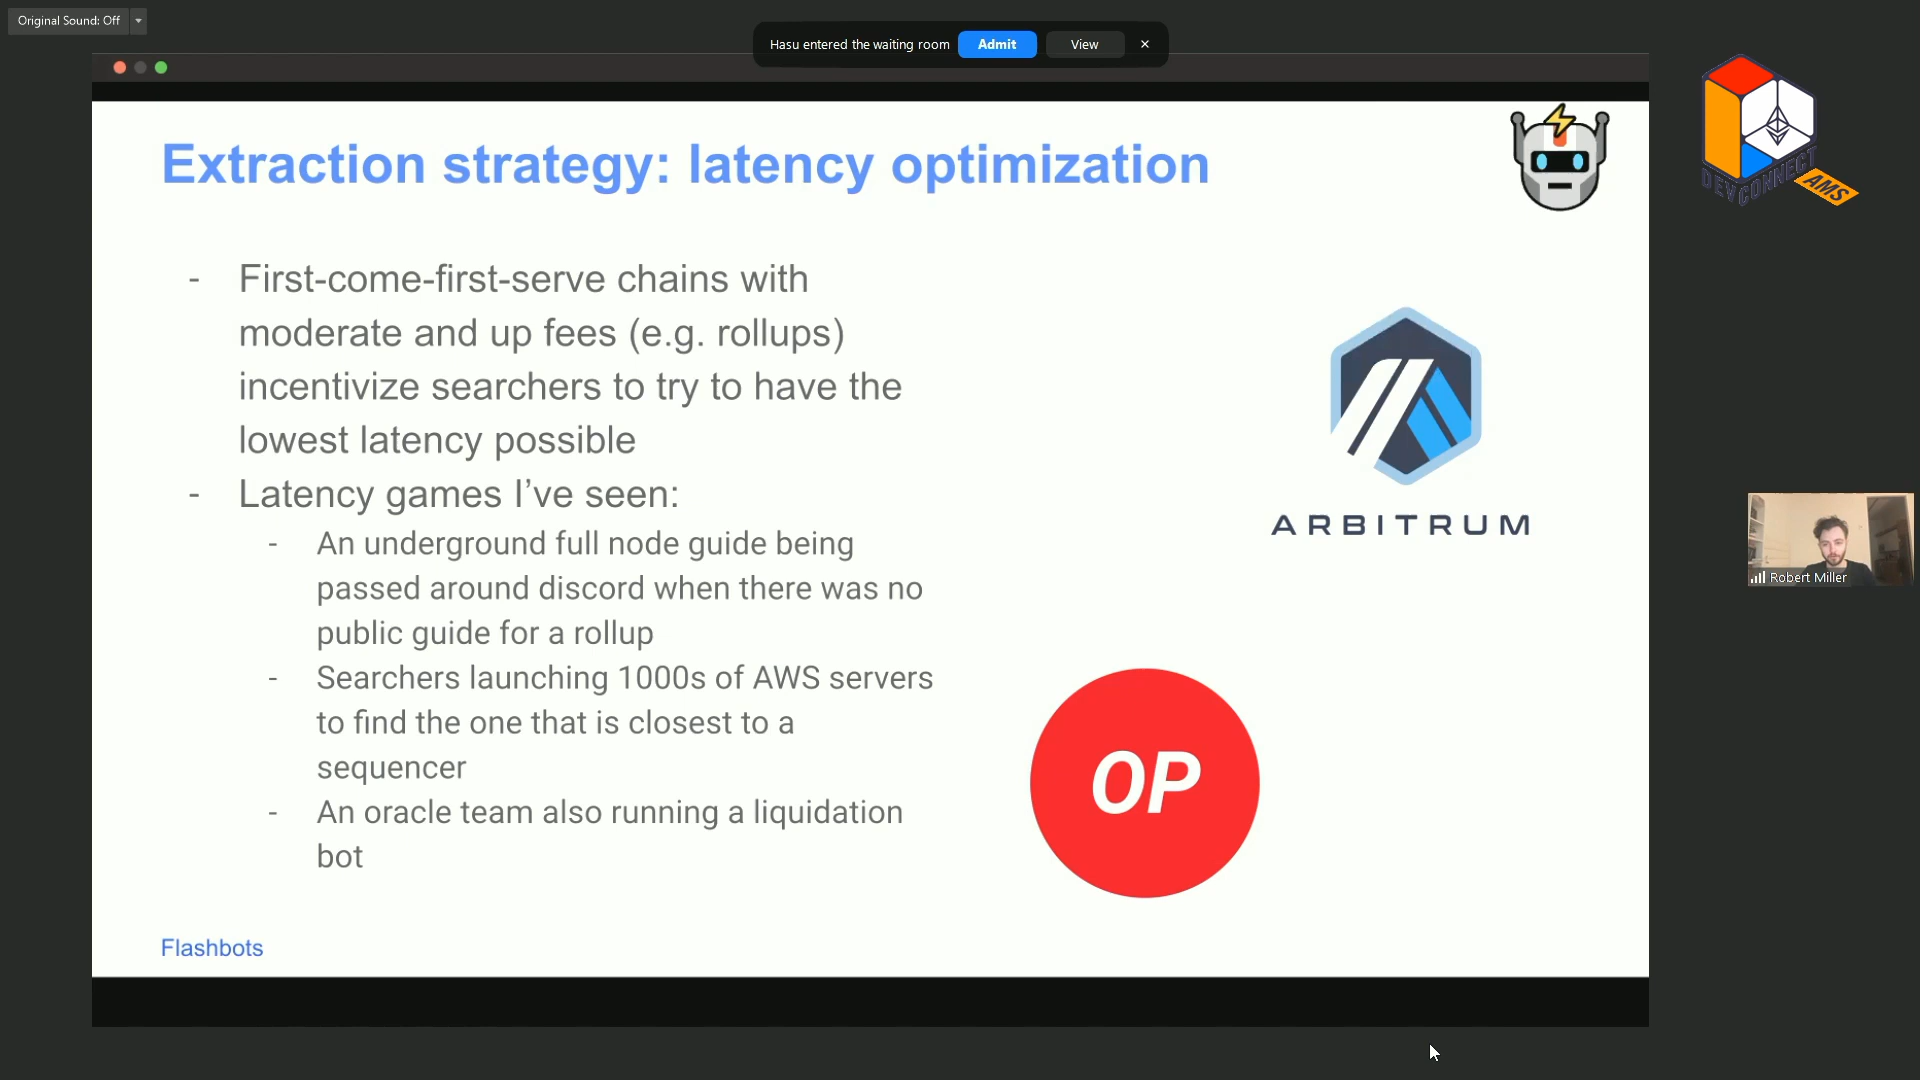 Original Sound: Off
Hasu entered the waiting room
Admit
View
Extraction strategy: latency optimization
- First-come-first-serve chains with
moderate and up fees (e.g. rollups)
incentivize searchers to try to have the
lowest latency possible
- Latency games I’ve seen:
- An underground full node guide being
passed around discord when there was no
public guide for a rollup
- Searchers launching 1000s of AWS servers
to find the one that is closest to a
sequencer
- An oracle team also running a liquidation
bot
ARBITRUM
OP
Flashbots
DEVCONNECT
AMS
Robert Miller